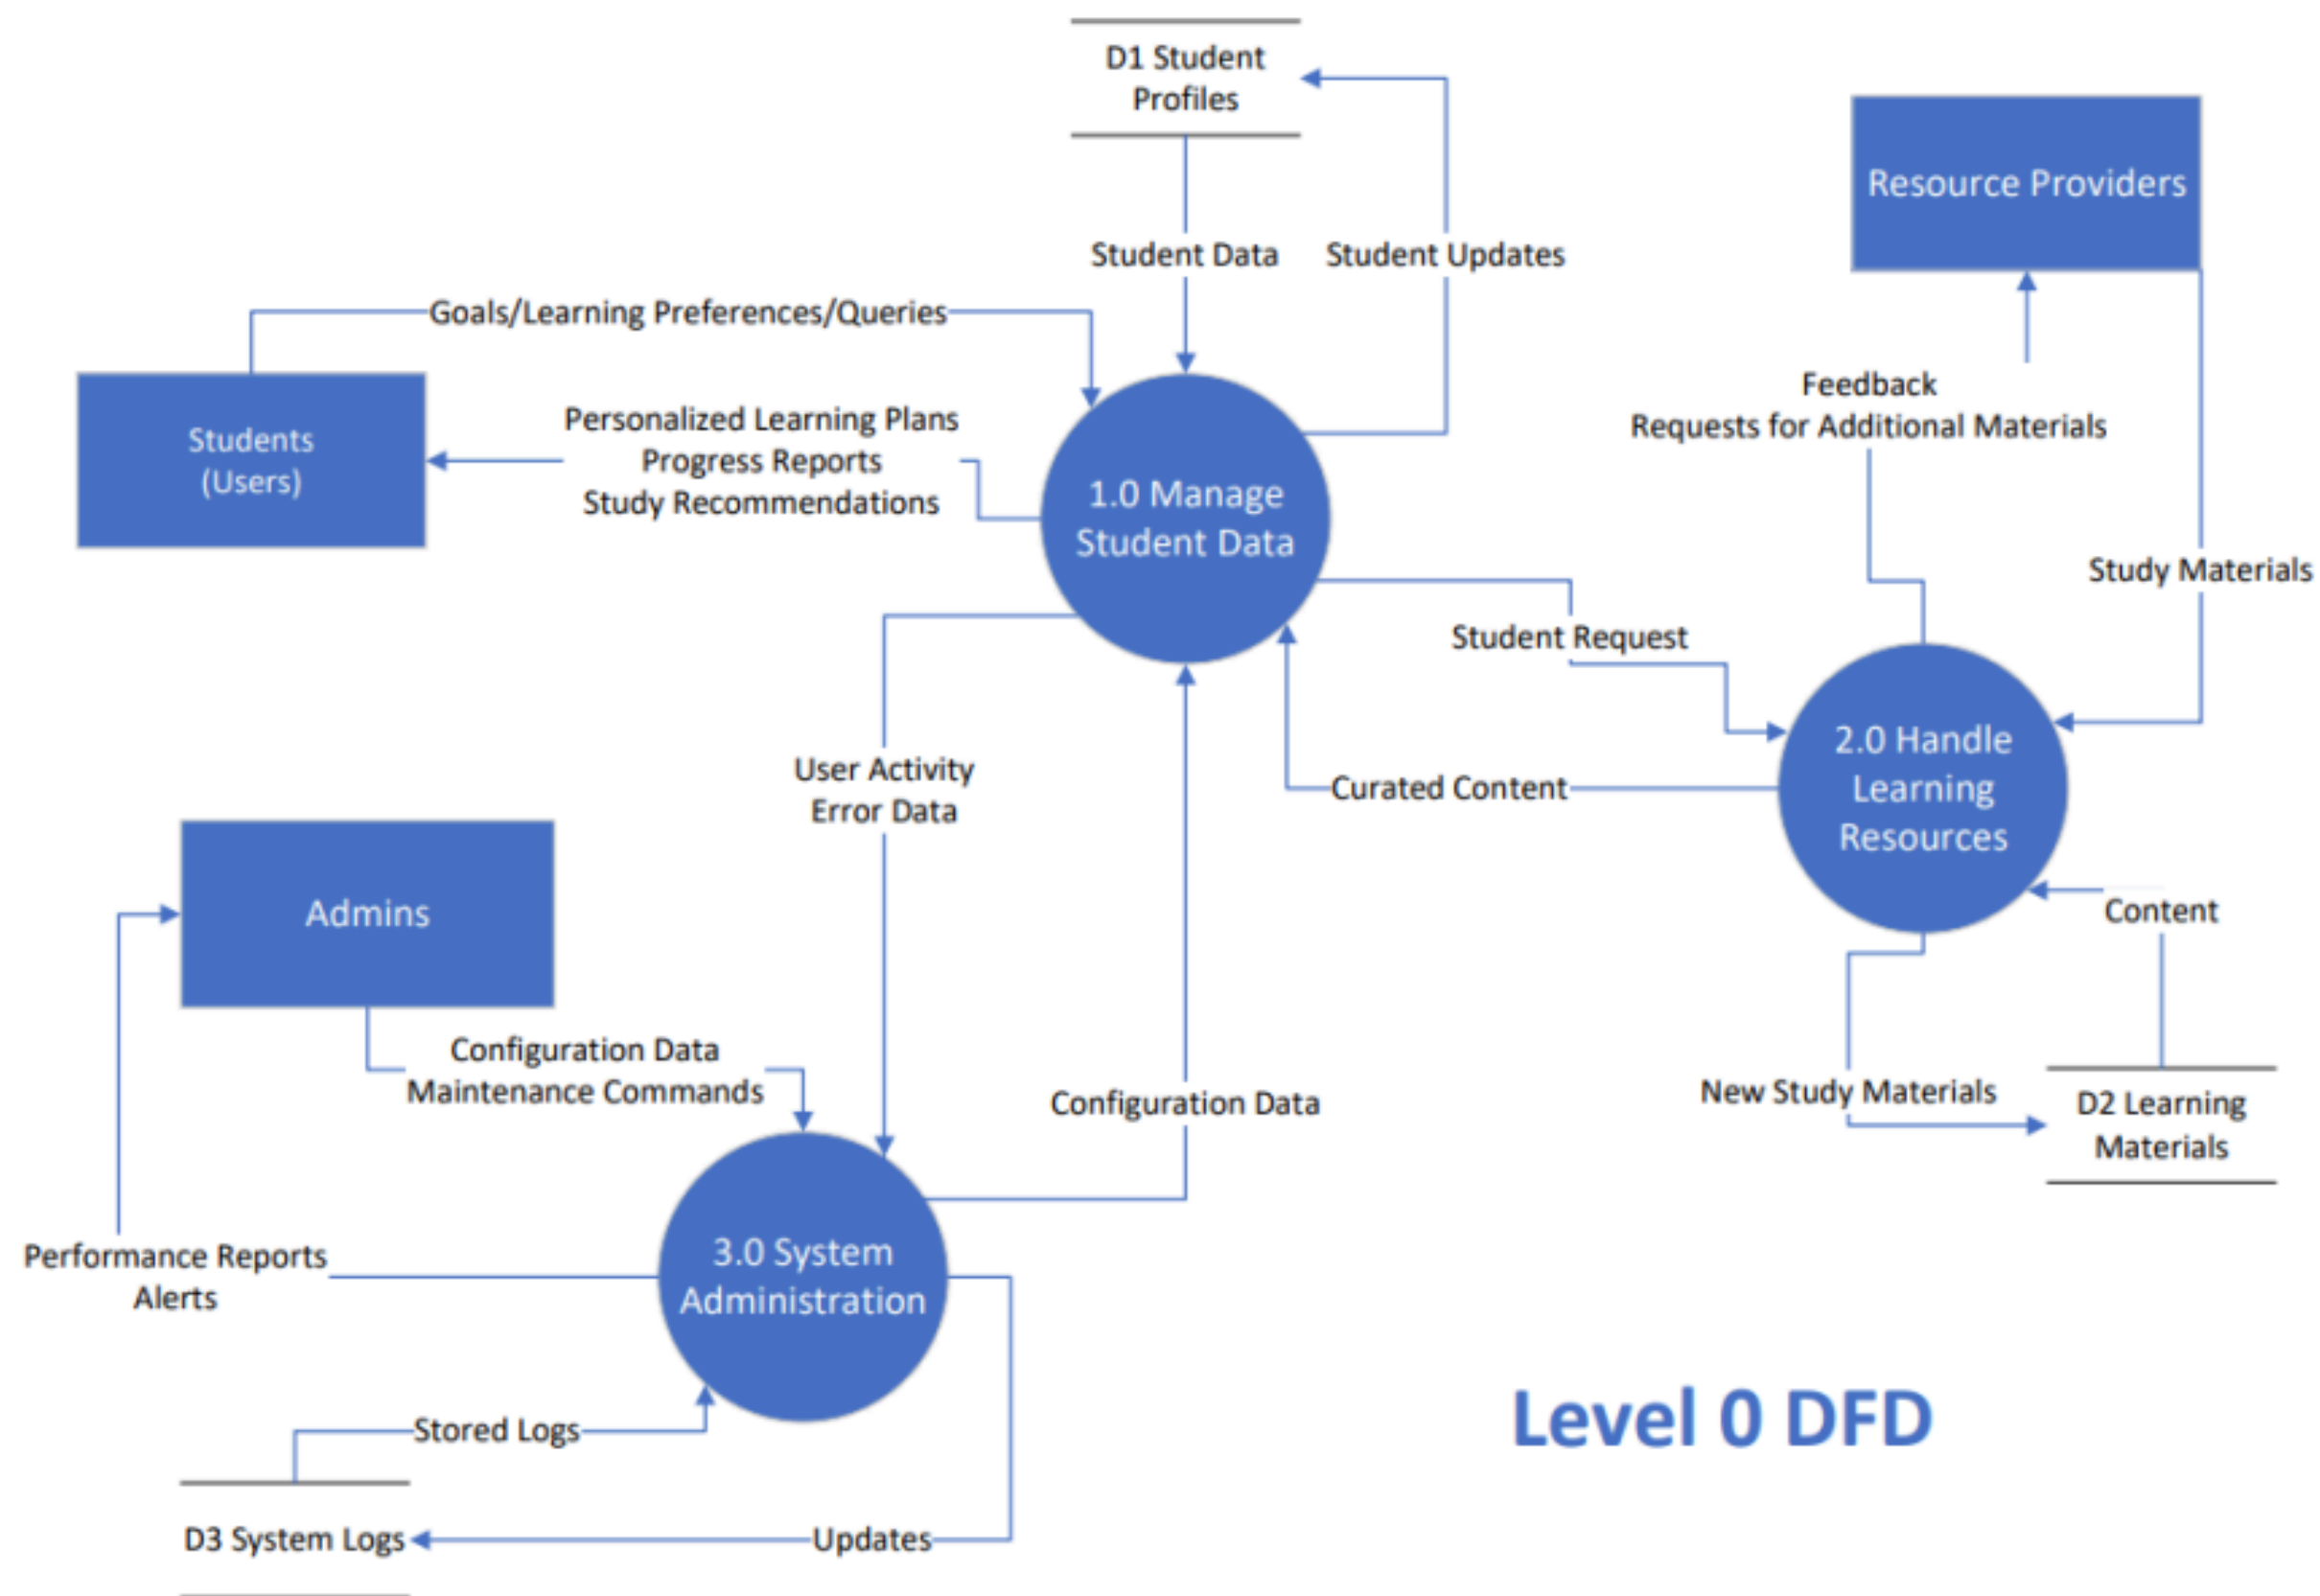 D1 Student
Profiles
Resource Providers
Student Data
Student Updates
Goals/Learning Preferences/Queries
Feedback
Requests for Additional Materials
Students
(Users)
Personalized Learning Plans
Progress Reports
Study Recommendations
1.0 Manage
Student Data
Study Materials
Student Request
User Activity
Error Data
Curated Content
2.0 Handle
Learning
Resources
Admins
Content
Configuration Data
Maintenance Commands
Configuration Data
New Study Materials
D2 Learning
Materials
Performance Reports
Alerts
3.0 System
Administration
Stored Logs
Level 0 DFD
D3 System Logs
Updates